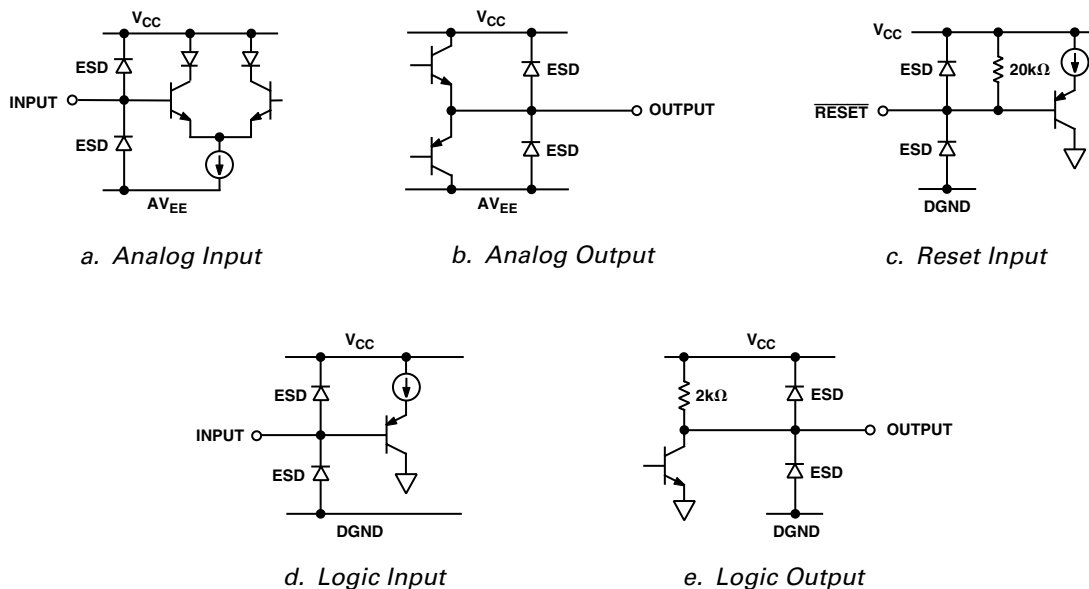 VCC
ESD
INPUT
ESD
AVEE
a. Analog Input
VCC
ESD
OUTPUT
ESD
AVEE
b. Analog Output
VCC
ESD
20kΩ
RESET
ESD
DGND
c. Reset Input
VCC
ESD
INPUT
ESD
DGND
d. Logic Input
VCC
2kΩ
ESD
OUTPUT
ESD
DGND
e. Logic Output